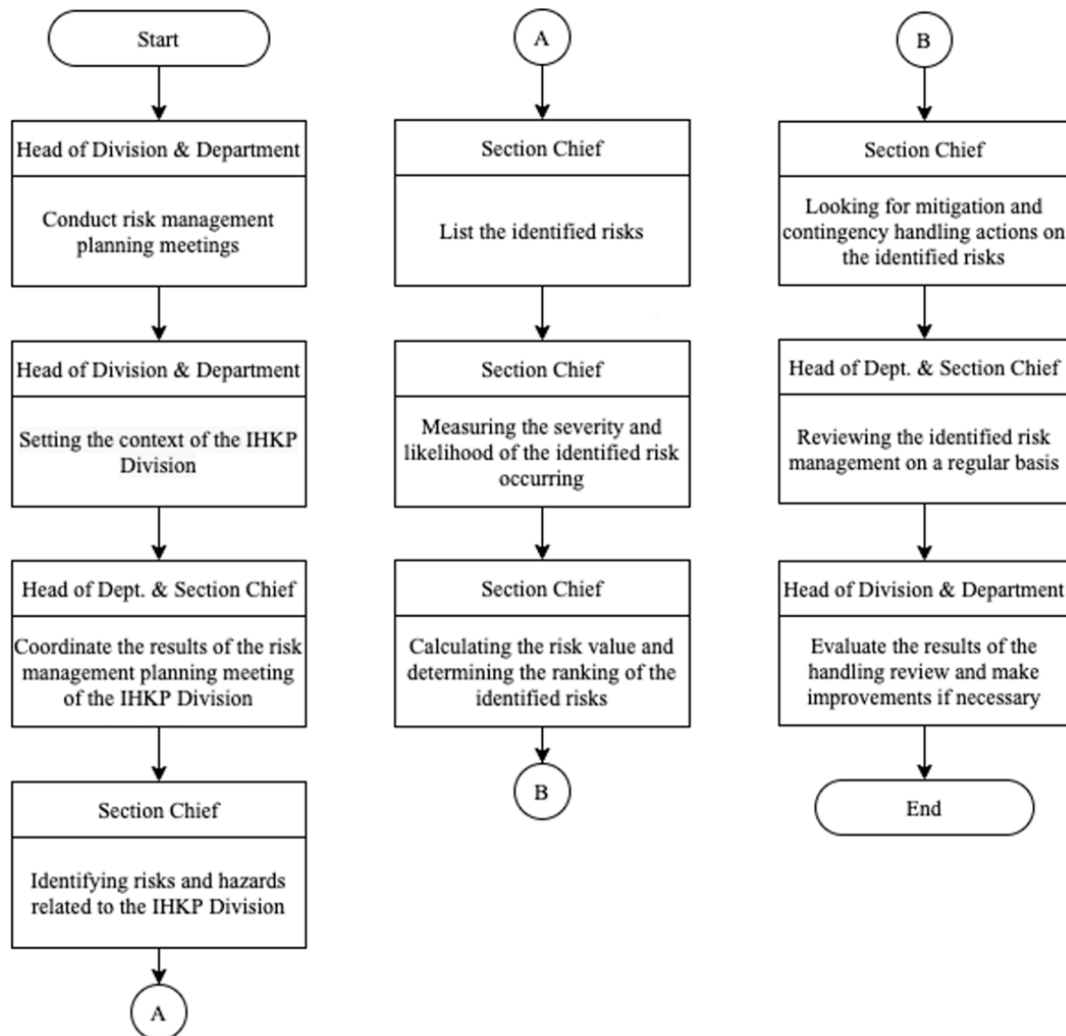 Start
Head of Division & Department
Conduct risk management
planning meetings
Head of Division & Department
Setting the context of the IHKP
Division
Head of Dept. & Section Chief
Coordinate the results of the risk
management planning meeting
of the IHKP Division
Section Chief
Identifying risks and hazards
related to the IHKP Division
A
A
Section Chief
List the identified risks
Section Chief
Measuring the severity and
likelihood of the identified risk
occurring
Section Chief
Calculating the risk value and
determining the ranking of the
identified risks
B
B
Section Chief
Looking for mitigation and
contingency handling actions on
the identified risks
Head of Dept. & Section Chief
Reviewing the identified risk
management on a regular basis
Head of Division & Department
Evaluate the results of the
handling review and make
improvements if necessary
End